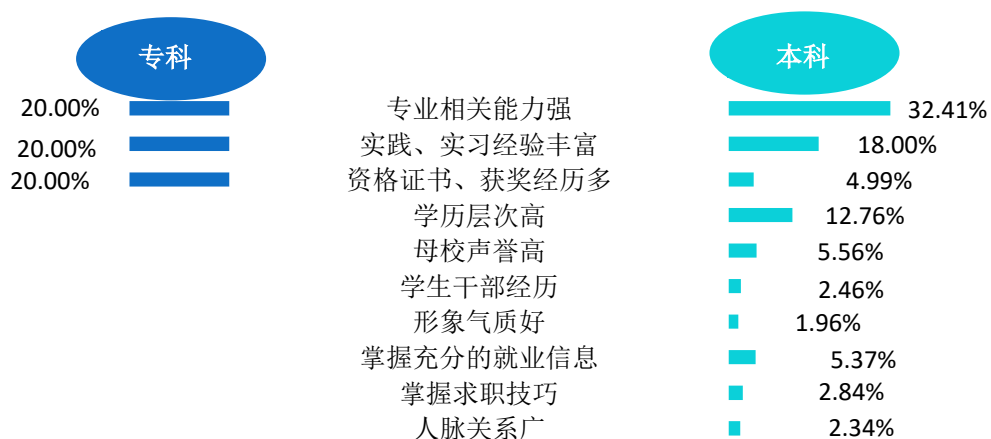 专科 本科
20.00% 专业相关能力强 32.41%
20.00% 实践、实习经验丰富 18.00%
20.00% 资格证书、获奖经历多 4.99%
学历层次高 12.76%
母校声誉高 5.56%
学生干部经历 2.46%
形象气质好 1.96%
掌握充分的就业信息 5.37%
掌握求职技巧 2.84%
人脉关系广 2.34%